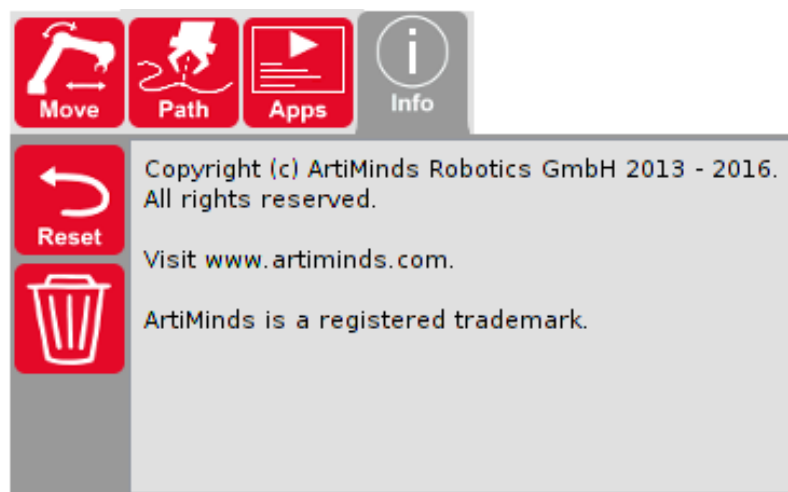 Move
Path
Apps
Info
Reset
Copyright (c) ArtiMinds Robotics GmbH 2013 - 2016.
All rights reserved.
Visit www.artiminds.com.
ArtiMinds is a registered trademark.